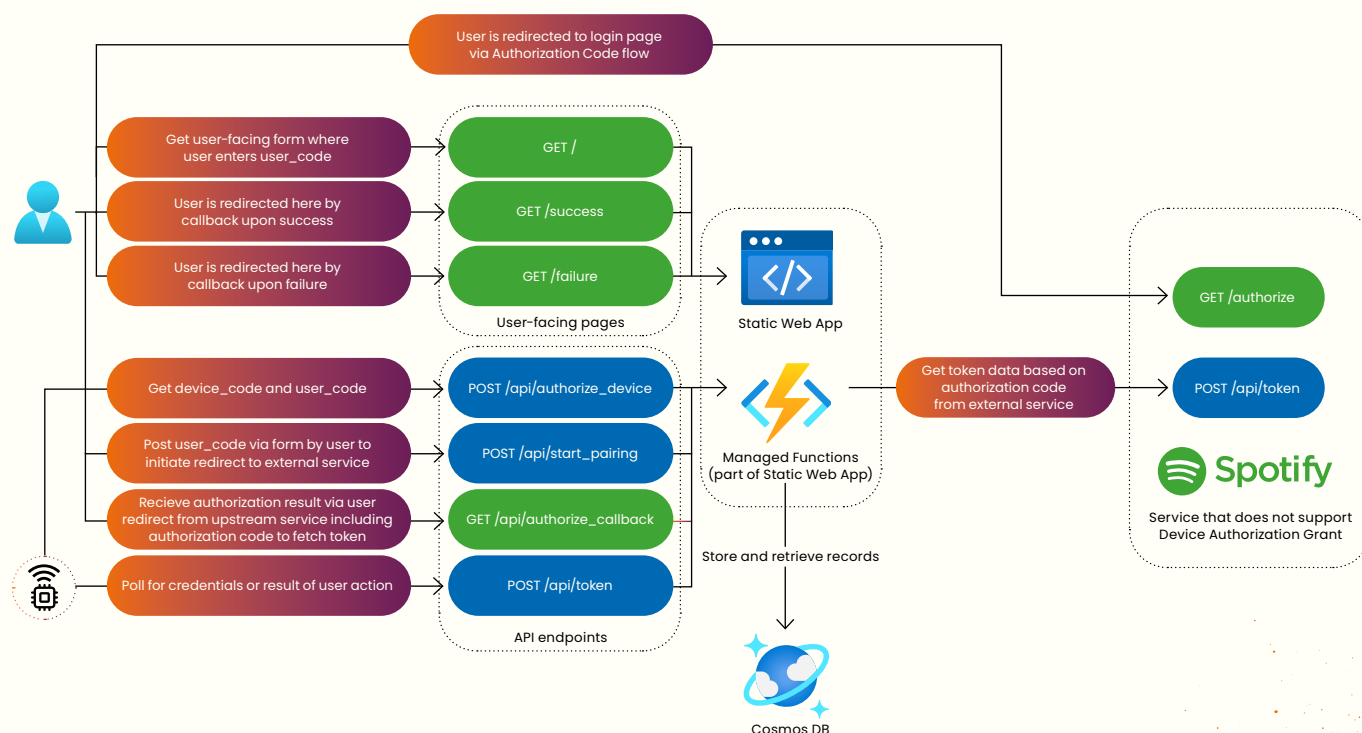 User is redirected to login page
via Authorization Code flow
Get user-facing form where
user enters user_code
GET /
User is redirected here by
callback upon success
GET /success
User is redirected here by
callback upon failure
GET /failure
User-facing pages
Static Web App
GET /authorize
Get device_code and user_code
POST /api/authorize_device
Post user_code via form by user to
initiate redirect to external service
POST /api/start_pairing
Recieve authorization result via user
redirect from upstream service including
authorization code to fetch token
GET /api/authorize_callback
Poll for credentials or result of user action
POST /api/token
API endpoints
Managed Functions
(part of Static Web App)
Get token data based on
authorization code
from external service
POST /api/token
Spotify
Service that does not support
Device Authorization Grant
Store and retrieve records
Cosmos DB